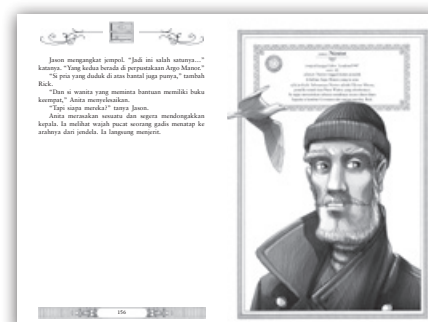 Jason mengangkat jempol. “Jadi ini salah satunya...”
katanya. “Yang kedua berada di perpustakaan Argo Manor.”
“Si pria yang duduk di atas bantal juga punya,” tambah
Rick.
“Dan si wanita yang meminta bantuan memiliki buku
keempat,” Anita menyelesaikan.
“Tapi siapa mereka?” tanya Jason.
Anita merasakan sesuatu dan segera mendongakkan
kepala. Ia melihat wajah pucat seorang gadis menatap ke
arahnya dari jendela. Ia langsung menjerit.
156